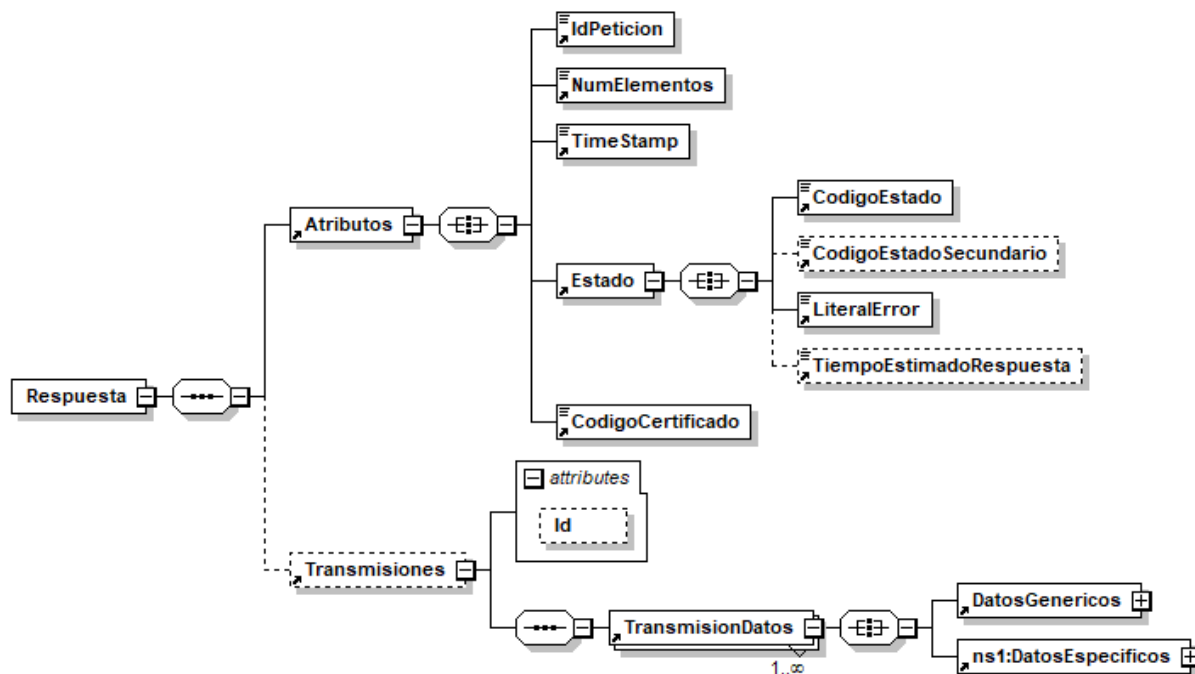 IdPeticion
NumElementos
TimeStamp
CodigoEstado
Atributos
CodigoEstadoSecundario
Estado
LiteralError
TiempoEstimadoRespuesta
Respuesta
CodigoCertificado
attributes
Id
Transmisiones
DatosGenericos
TransmisionDatos
1..∞
ns1:DatosEspecificos